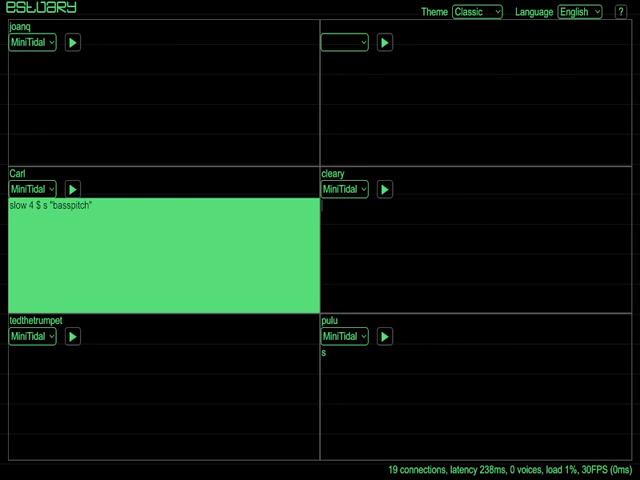 estuary
Theme Classic Language English ?
joanq
MiniTidal
Carl
MiniTidal
slow 4 $ s "basspitch"
cleary
MiniTidal
tedthetrumpet
MiniTidal
pulu
MiniTidal
s
19 connections, latency 238ms, 0 voices, load 1%, 30FPS (0ms)